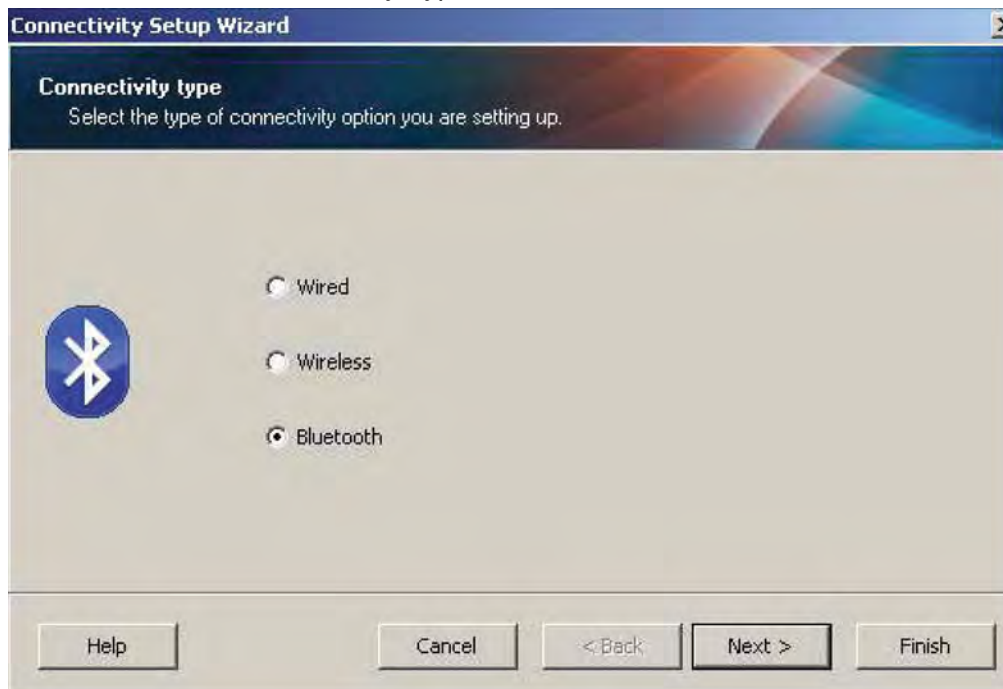 Connectivity Setup Wizard
Connectivity type
Select the type of connectivity option you are setting up.
Wired
Wireless
Bluetooth
Help
Cancel
< Back
Next >
Finish